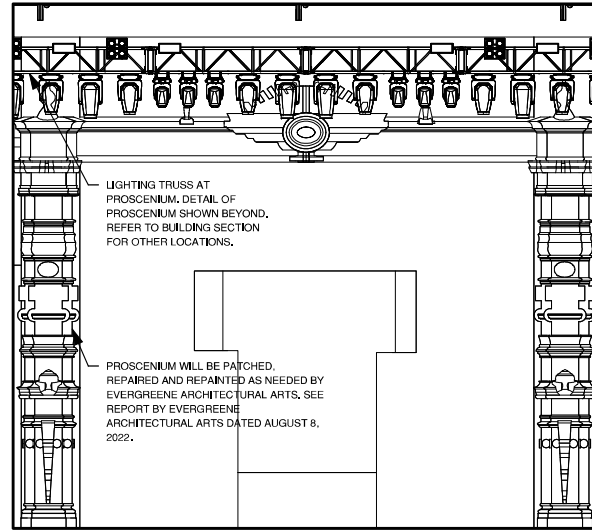 LIGHTING TRUSS AT
PROSCENIUM. DETAIL OF
PROSCENIUM SHOWN BEYOND.
REFER TO BUILDING SECTION
FOR OTHER LOCATIONS.
PROSCENIUM WILL BE PATCHED,
REPAIRED AND REPAINTED AS NEEDED BY
EVERGREENE ARCHITECTURAL ARTS. SEE
REPORT BY EVERGREENE
ARCHITECTURAL ARTS DATED AUGUST 8,
2022.